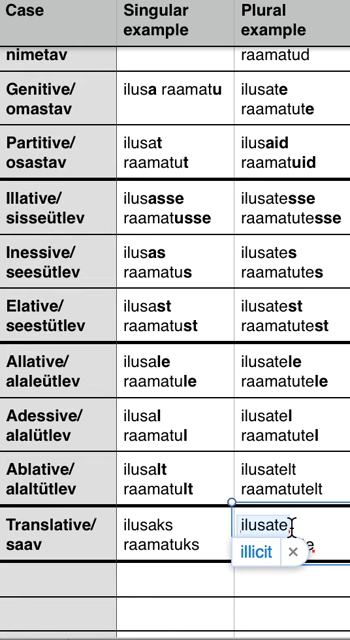 Case Singular Plural
example example
nimetav raamatud
Genitive/ ilusa raamatu ilusate
omastav raamatute
Partitive/ ilusat ilusaid
osastav raamatut raamatuid
Illative/ ilusasse ilusatesse
sisseütlev raamatusse raamatutesse
Inessive/ ilusas ilusates
seesütlev raamatus raamatutes
Elative/ ilusast ilusatest
seestütlev raamatust raamatutest
Allative/ ilusale ilusatele
alaleütlev raamatule raamatutele
Adessive/ ilusal ilusatel
alalütlev raamatul raamatutel
Ablative/ ilusalt ilusatelt
alaltütlev raamatult raamatutelt
Translative/ ilusaks ilusate
saav raamatuks
illicit ×